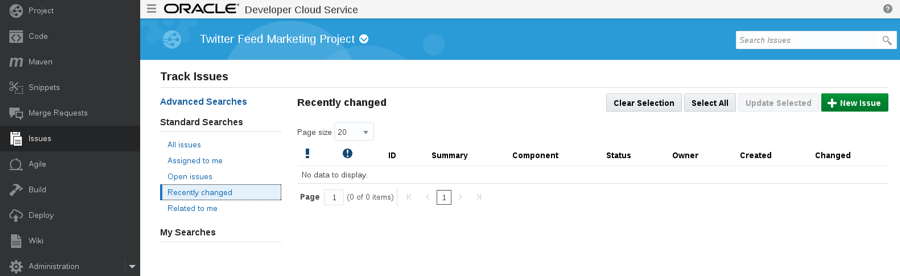 Project
Code
Maven
Snippets
Merge Requests
Issues
Agile
Build
Deploy
Wiki
Administration
ORACLE® Developer Cloud Service
Twitter Feed Marketing Project
Search Issues
Track Issues
Advanced Searches
Standard Searches
All issues
Assigned to me
Open issues
Recently changed
Related to me
My Searches
Recently changed
Clear Selection Select All Update Selected New Issue
Page size 20
ID Summary Component Status Owner Created Changed
No data to display.
Page 1 (0 of 0 items) 1